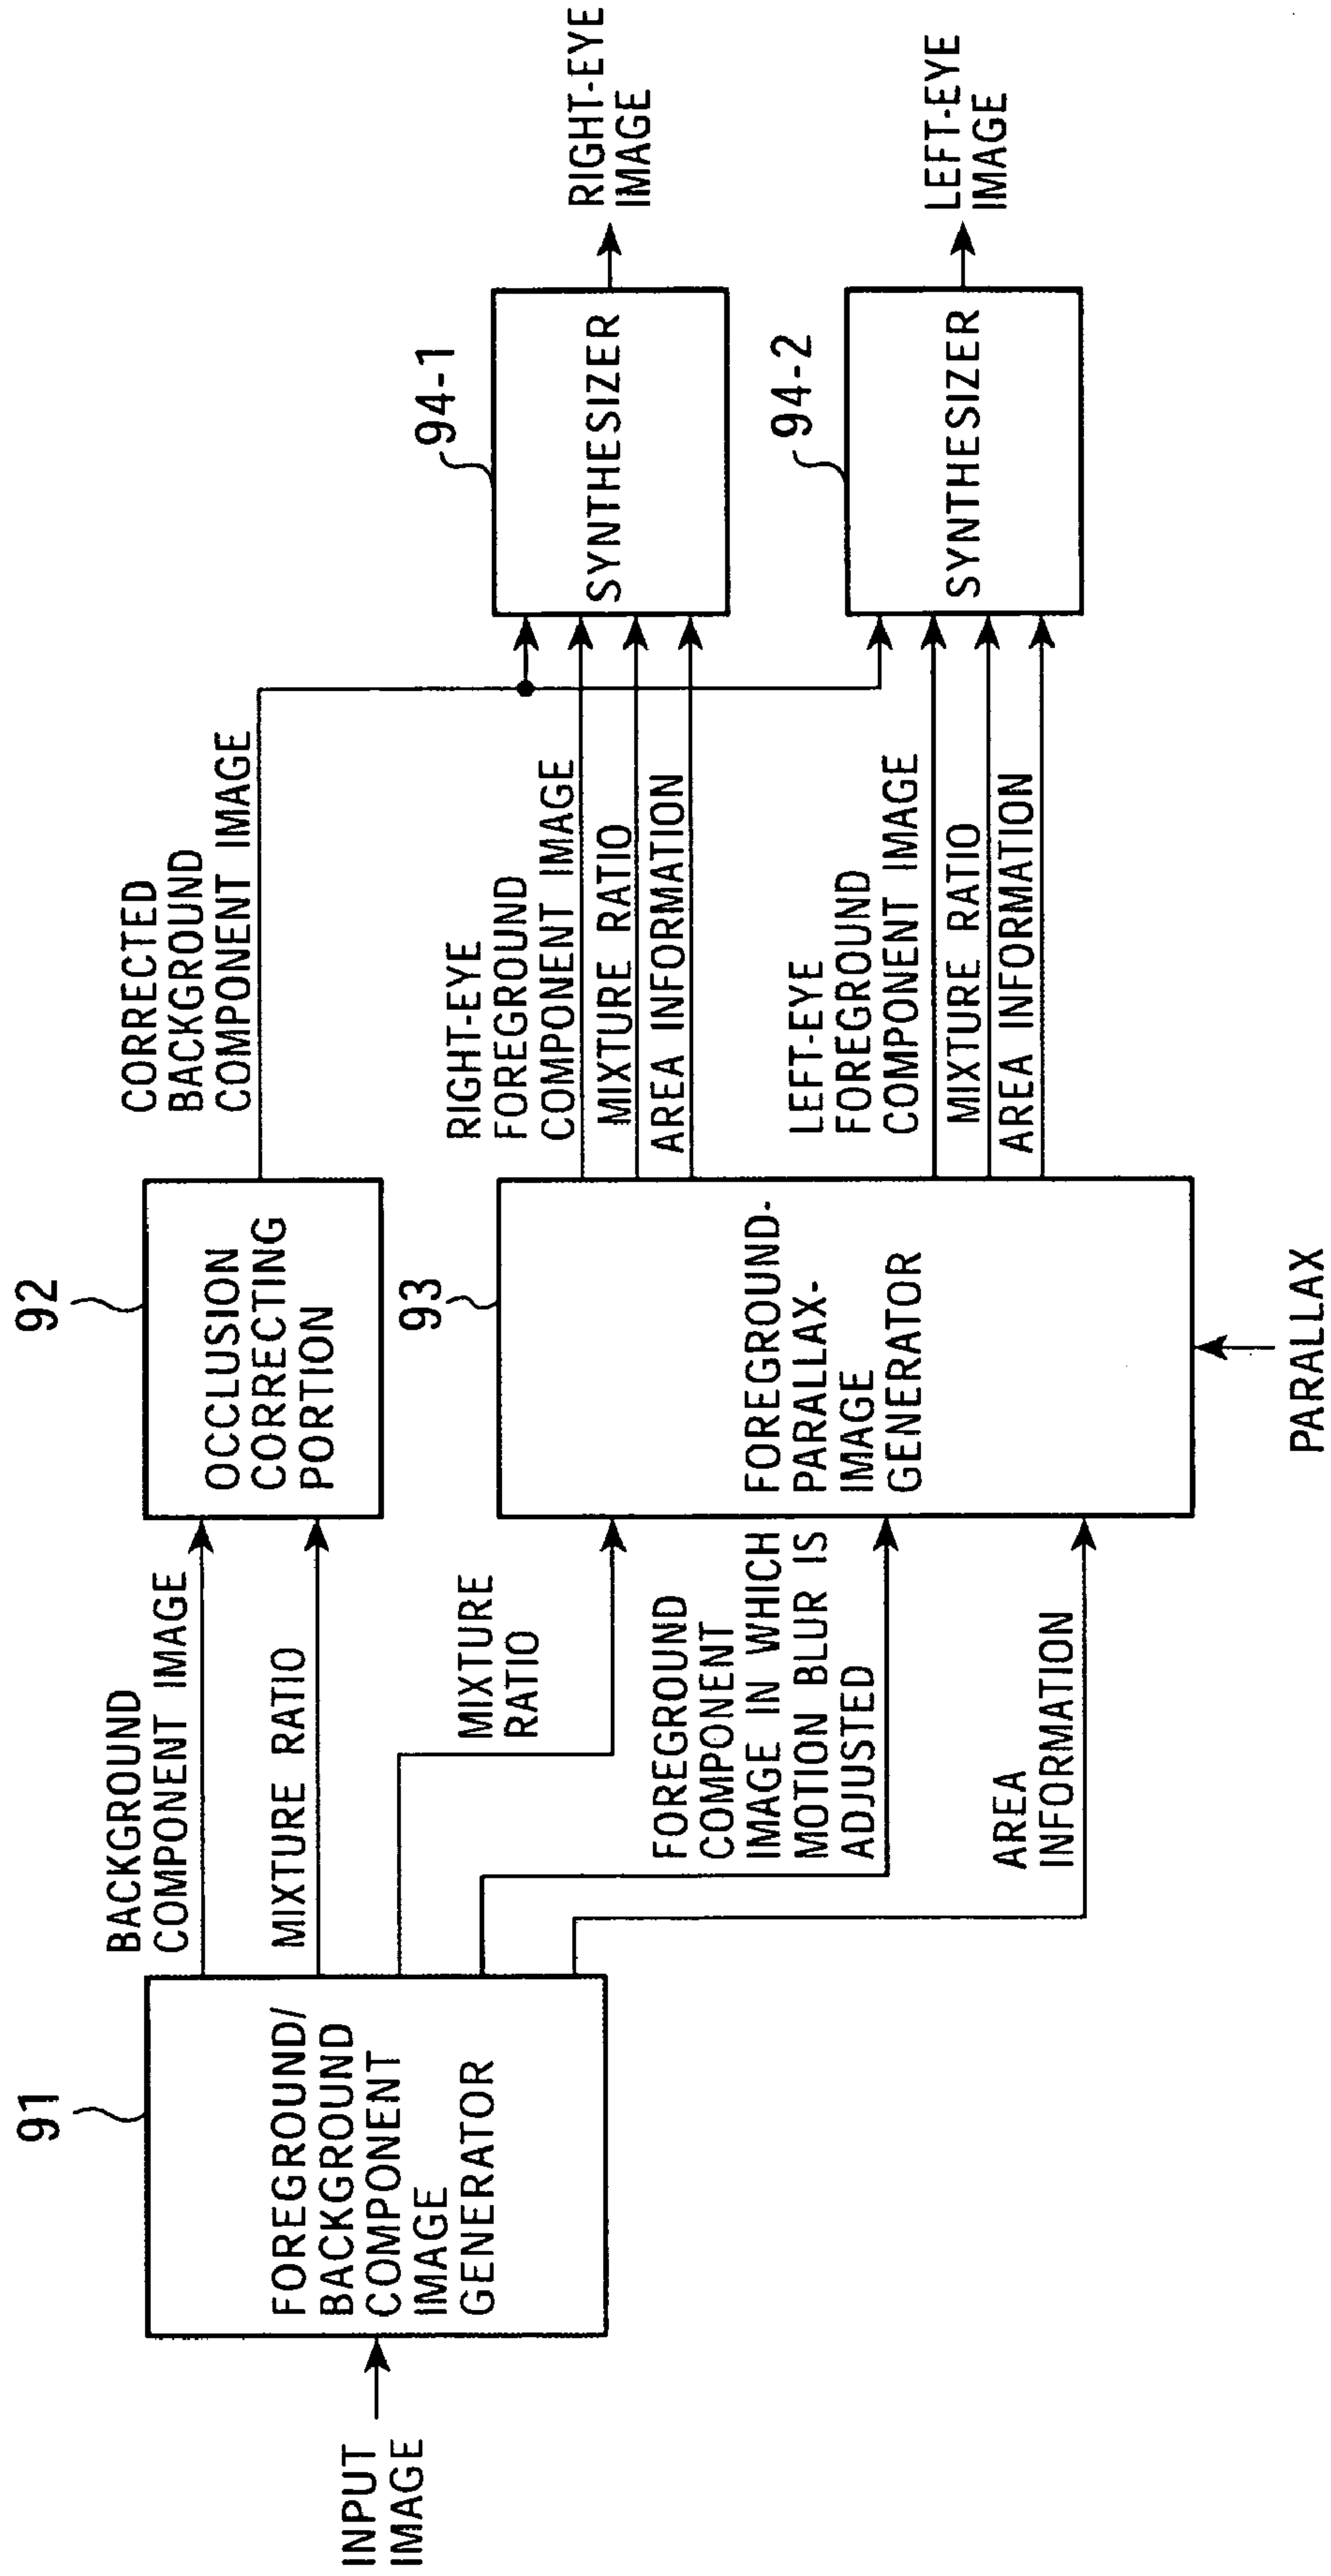 INPUT
IMAGE
91
FOREGROUND/
BACKGROUND
COMPONENT
IMAGE
GENERATOR
BACKGROUND
COMPONENT IMAGE
MIXTURE RATIO
MIXTURE
RATIO
FOREGROUND
COMPONENT
IMAGE IN WHICH
MOTION BLUR IS
ADJUSTED
AREA
INFORMATION
92
OCCLUSION
CORRECTING
PORTION
93
FOREGROUND-
PARALLAX-
IMAGE
GENERATOR
PARALLAX
CORRECTED
BACKGROUND
COMPONENT IMAGE
RIGHT-EYE
FOREGROUND
COMPONENT IMAGE
MIXTURE RATIO
AREA INFORMATION
LEFT-EYE
FOREGROUND
COMPONENT IMAGE
MIXTURE RATIO
AREA INFORMATION
94-1
SYNTHESIZER
94-2
SYNTHESIZER
RIGHT-EYE
IMAGE
LEFT-EYE
IMAGE